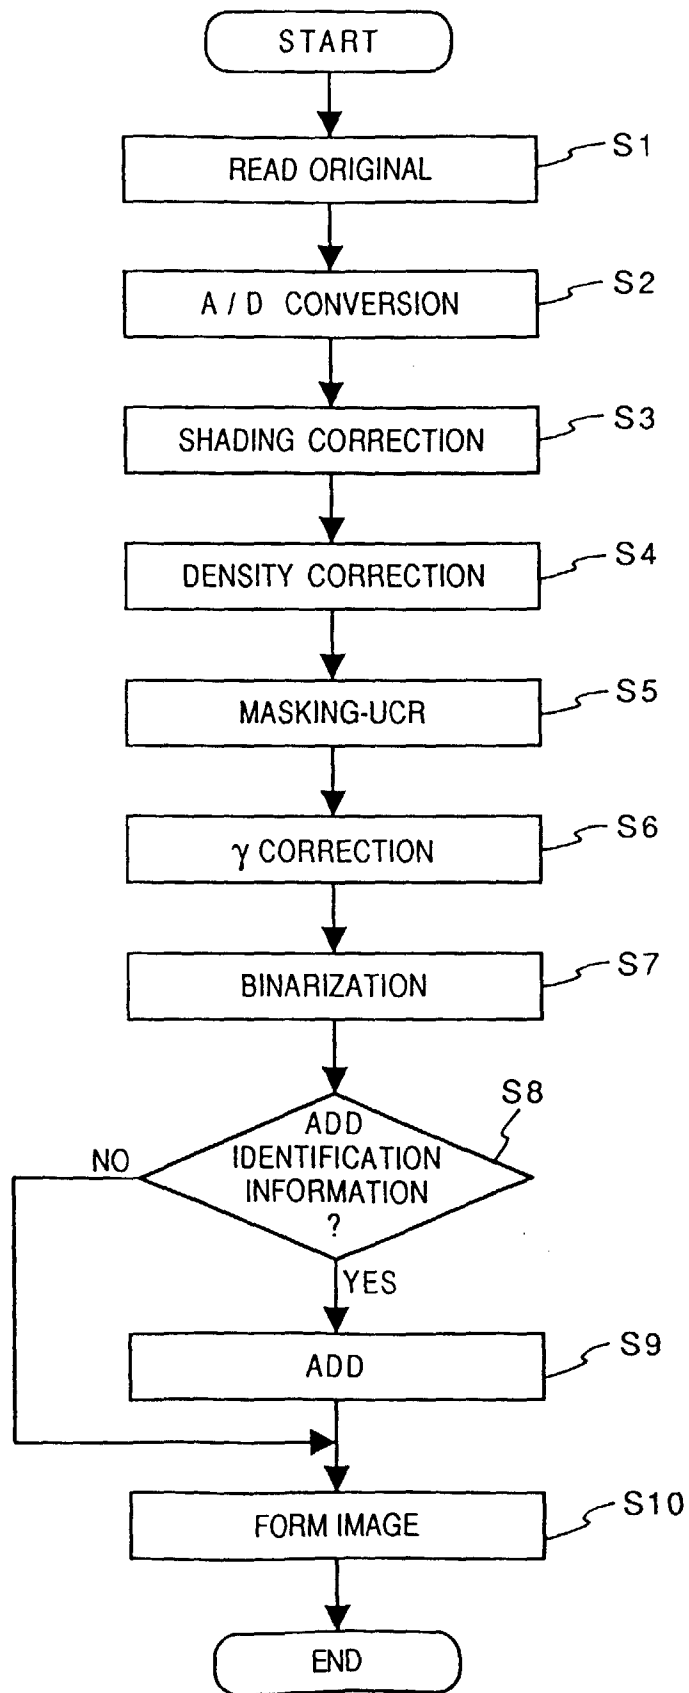 START
READ ORIGINAL
S1
A / D CONVERSION
S2
SHADING CORRECTION
S3
DENSITY CORRECTION
S4
MASKING-UCR
S5
γ CORRECTION
S6
BINARIZATION
S7
S8
ADD
IDENTIFICATION
INFORMATION
?
NO
YES
ADD
S9
FORM IMAGE
S10
END